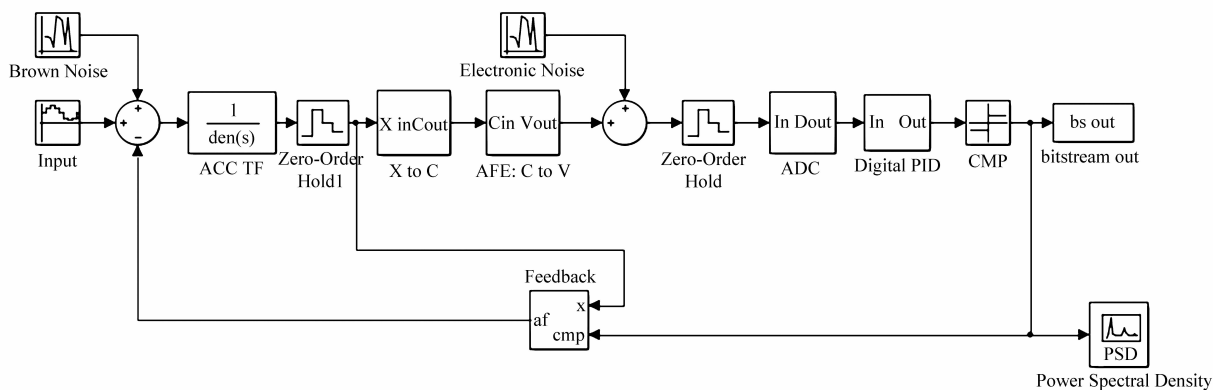 Brown Noise
Input
+
+
−
1
den(s)
ACC TF
Zero-Order
Hold1
X inCout
X to C
Cin Vout
AFE: C to V
Electronic Noise
+
+
Zero-Order
Hold
In Dout
ADC
In Out
Digital PID
CMP
bs out
bitstream out
Feedback
x
af
cmp
PSD
Power Spectral Density